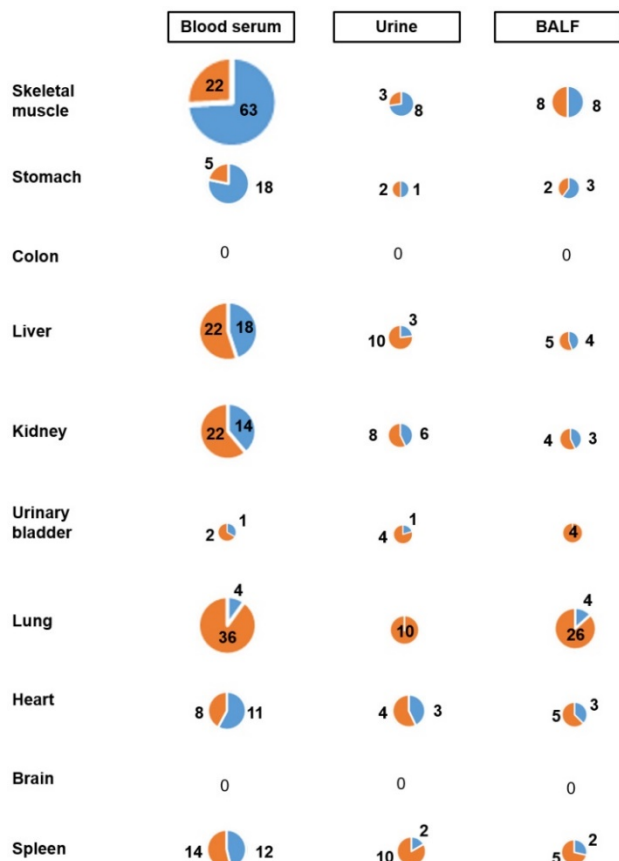 Blood serum Urine BALF
Skeletal
muscle
22 63 3 8 8 8
Stomach
5 18 2 1 2 3
Colon
0 0 0
Liver
22 18 10 3 5 4
Kidney
22 14 8 6 4 3
Urinary
bladder
2 1 4 1 4
Lung
4 36 10 4 26
Heart
8 11 4 3 5 3
Brain
0 0 0
Spleen
14 12 10 2 5 2